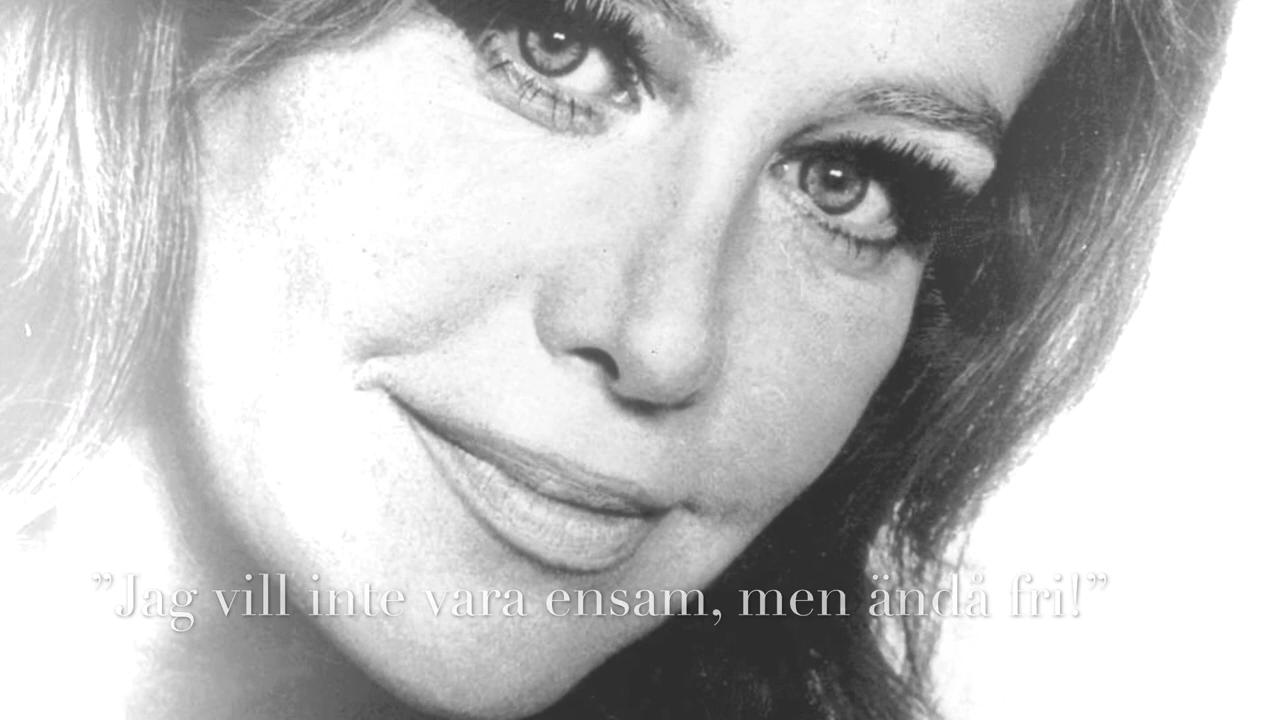 ”Jag vill inte vara ensam, men ändå fri!”